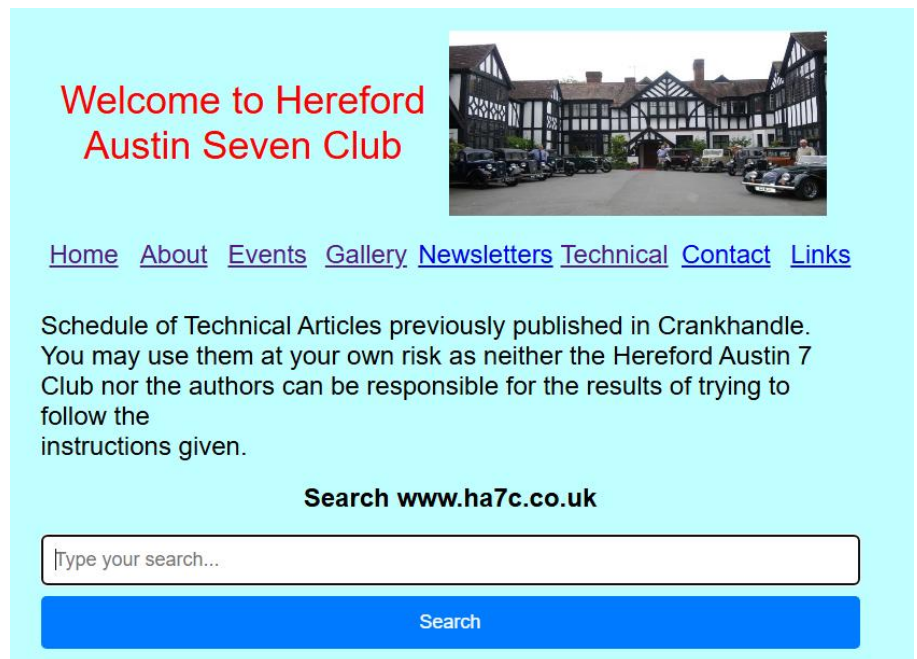 Welcome to Hereford
Austin Seven Club
Home About Events Gallery Newsletters Technical Contact Links
Schedule of Technical Articles previously published in Crankhandle.
You may use them at your own risk as neither the Hereford Austin 7
Club nor the authors can be responsible for the results of trying to
follow the
instructions given.
Search www.ha7c.co.uk
Type your search...
Search